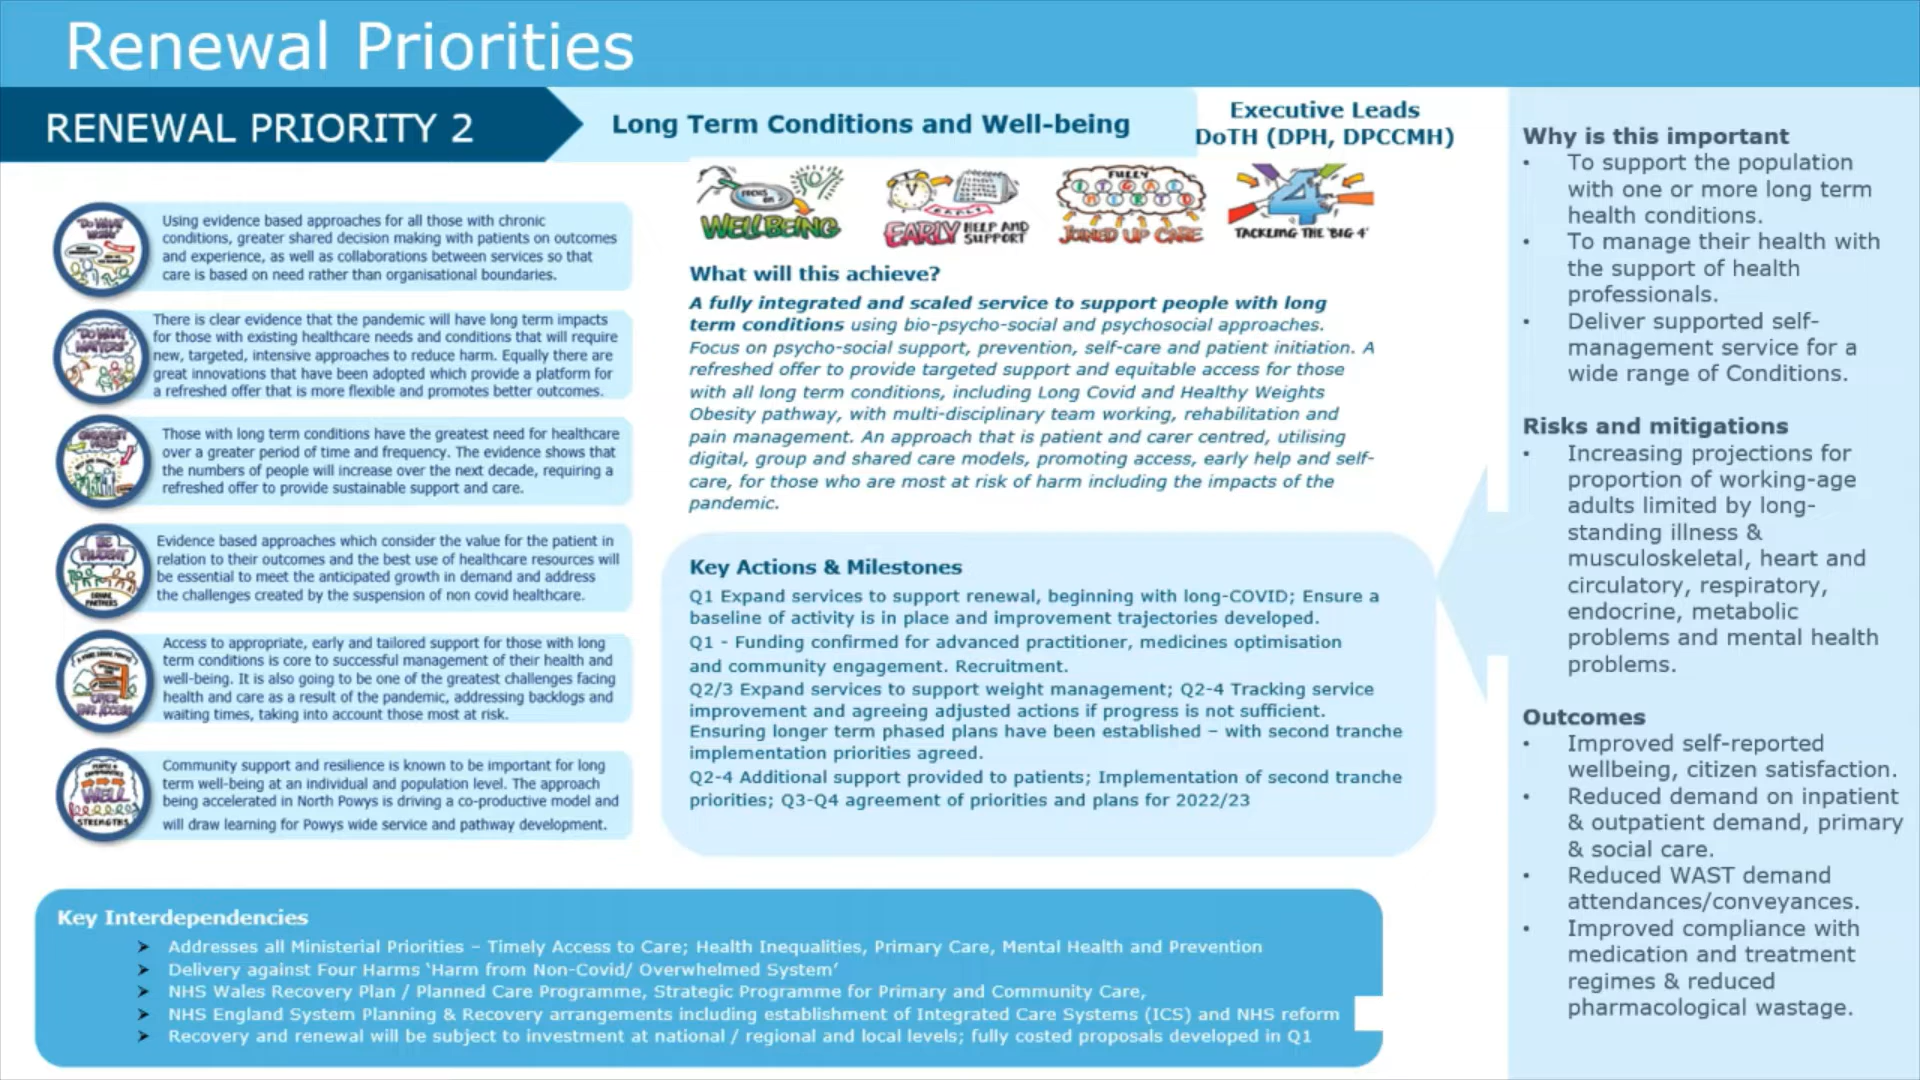 Renewal Priorities
RENEWAL PRIORITY 2
Long Term Conditions and Well-being
Executive Leads
DoTH (DPH, DPCCMH)
Using evidence based approaches for all those with chronic
conditions, greater shared decision making with patients on outcomes
and experience, as well as collaborations between services so that
care is based on need rather than organisational boundaries.
There is clear evidence that the pandemic will have long term impacts
for those with existing healthcare needs and conditions that will require
new, targeted, intensive approaches to reduce harm. Equally there are
great innovations that have been adopted which provide a platform for
a refreshed offer that is more flexible and promotes better outcomes.
Those with long term conditions have the greatest need for healthcare
over a greater period of time and frequency. The evidence shows that
the numbers of people will increase over the next decade, requiring a
refreshed offer to provide sustainable support and care.
BE
PRUDENT
Evidence based approaches which consider the value for the patient in
relation to their outcomes and the best use of healthcare resources will
be essential to meet the anticipated growth in demand and address
the challenges created by the suspension of non covid healthcare.
Access to appropriate, early and tailored support for those with long
term conditions is core to successful management of their health and
well-being. It is also going to be one of the greatest challenges facing
health and care as a result of the pandemic, addressing backlogs and
waiting times, taking into account those most at risk.
WELL
STRENGTHS
Community support and resilience is known to be important for long
term well-being at an individual and population level. The approach
being accelerated in North Powys is driving a co-productive model and
will draw learning for Powys wide service and pathway development.
FOCUS
on
WELLBEING
EARLY HELP AND
SUPPORT
FULLY
JOINED UP CARE
4
TACKLING THE 'BIG 4'
What will this achieve?
A fully integrated and scaled service to support people with long
term conditions using bio-psycho-social and psychosocial approaches.
Focus on psycho-social support, prevention, self-care and patient initiation. A
refreshed offer to provide targeted support and equitable access for those
with all long term conditions, including Long Covid and Healthy Weights
Obesity pathway, with multi-disciplinary team working, rehabilitation and
pain management. An approach that is patient and carer centred, utilising
digital, group and shared care models, promoting access, early help and self-
care, for those who are most at risk of harm including the impacts of the
pandemic.
Key Actions & Milestones
Q1 Expand services to support renewal, beginning with long-COVID; Ensure a
baseline of activity is in place and improvement trajectories developed.
Q1 - Funding confirmed for advanced practitioner, medicines optimisation
and community engagement. Recruitment.
Q2/3 Expand services to support weight management; Q2-4 Tracking service
improvement and agreeing adjusted actions if progress is not sufficient.
Ensuring longer term phased plans have been established – with second tranche
implementation priorities agreed.
Q2-4 Additional support provided to patients; Implementation of second tranche
priorities; Q3-Q4 agreement of priorities and plans for 2022/23
Key Interdependencies
➤ Addresses all Ministerial Priorities – Timely Access to Care; Health Inequalities, Primary Care, Mental Health and Prevention
➤ Delivery against Four Harms ‘Harm from Non-Covid/ Overwhelmed System’
➤ NHS Wales Recovery Plan / Planned Care Programme, Strategic Programme for Primary and Community Care,
➤ NHS England System Planning & Recovery arrangements including establishment of Integrated Care Systems (ICS) and NHS reform
➤ Recovery and renewal will be subject to investment at national / regional and local levels; fully costed proposals developed in Q1
Why is this important
• To support the population
with one or more long term
health conditions.
• To manage their health with
the support of health
professionals.
• Deliver supported self-
management service for a
wide range of Conditions.
Risks and mitigations
• Increasing projections for
proportion of working-age
adults limited by long-
standing illness &
musculoskeletal, heart and
circulatory, respiratory,
endocrine, metabolic
problems and mental health
problems.
Outcomes
• Improved self-reported
wellbeing, citizen satisfaction.
• Reduced demand on inpatient
& outpatient demand, primary
& social care.
• Reduced WAST demand
attendances/conveyances.
• Improved compliance with
medication and treatment
regimes & reduced
pharmacological wastage.